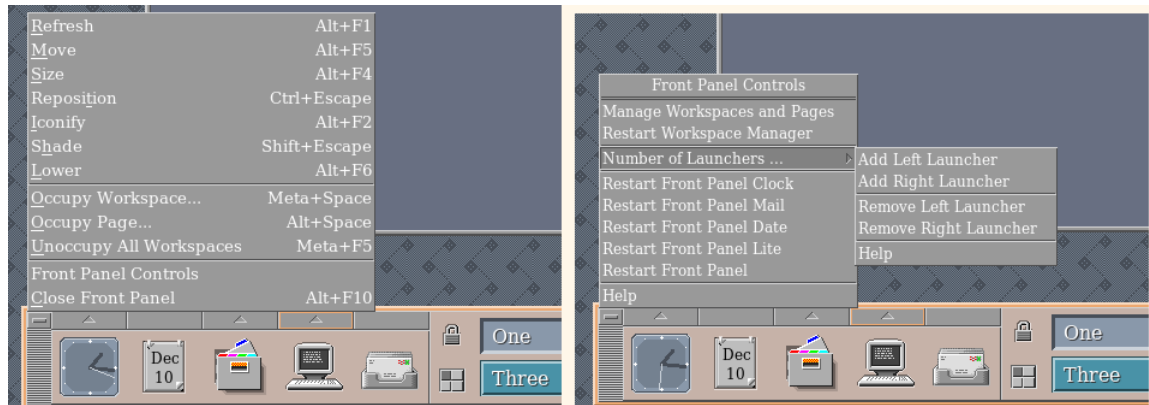 Refresh Alt+F1
Move Alt+F5
Size Alt+F4
Reposition Ctrl+Escape
Iconify Alt+F2
Shade Shift+Escape
Lower Alt+F6
Occupy Workspace... Meta+Space
Occupy Page... Alt+Space
Unoccupy All Workspaces Meta+F5
Front Panel Controls
Close Front Panel Alt+F10
Dec
10
One
Three
Front Panel Controls
Manage Workspaces and Pages
Restart Workspace Manager
Number of Launchers ...
Restart Front Panel Clock
Restart Front Panel Mail
Restart Front Panel Date
Restart Front Panel Lite
Restart Front Panel
Help
Add Left Launcher
Add Right Launcher
Remove Left Launcher
Remove Right Launcher
Help
Dec
10
One
Three